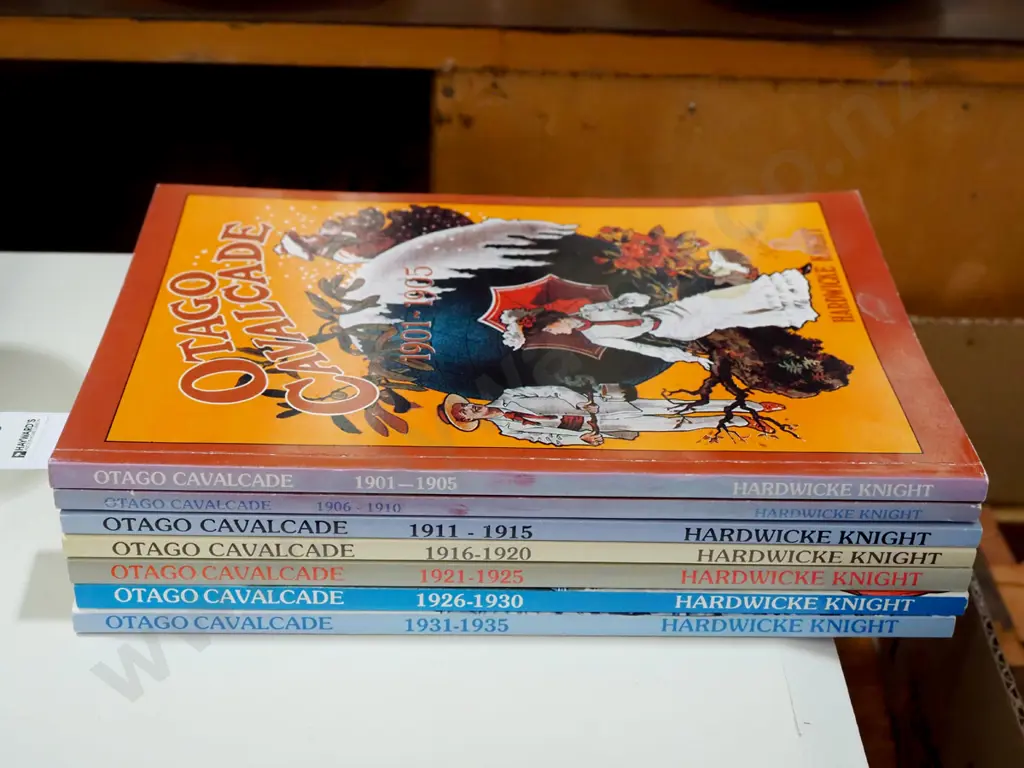 OTAGO
CAVALCADE
1901-1905
HARDWICKE KNIGHT
HAYWARD'S
OTAGO CAVALCADE 1901—1905 HARDWICKE KNIGHT
OTAGO CAVALCADE 1906-1910 HARDWICKE KNIGHT
OTAGO CAVALCADE 1911 - 1915 HARDWICKE KNIGHT
OTAGO CAVALCADE 1916-1920 HARDWICKE KNIGHT
OTAGO CAVALCADE 1921-1925 HARDWICKE KNIGHT
OTAGO CAVALCADE 1926-1930 HARDWICKE KNIGHT
OTAGO CAVALCADE 1931-1935 HARDWICKE KNIGHT